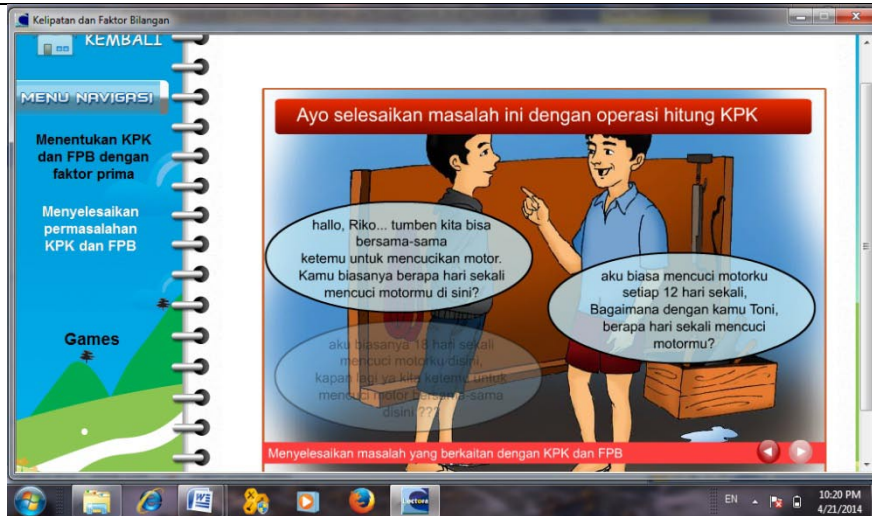 Kelipatan dan Faktor Bilangan
KEMBALI
MENU NAVIGASI
Menentukan KPK
dan FPB dengan
faktor prima
Menyelesaikan
permasalahan
KPK dan FPB
Games
Ayo selesaikan masalah ini dengan operasi hitung KPK
hallo, Riko... tumben kita bisa
bersama-sama
ketemu untuk mencucikan motor.
Kamu biasanya berapa hari sekali
mencuci motormu di sini?
aku biasa mencuci motorku
setiap 12 hari sekali,
Bagaimana dengan kamu Toni,
berapa hari sekali mencuci
motormu?
aku biasanya 18 hari sekali
mencuci motorku disini,
kapan lagi ya kita ketemu untuk
mencuci motor bersama-sama
disini ???
Menyelesaikan masalah yang berkaitan dengan KPK dan FPB
Lectora
EN
10:20 PM
4/21/2014